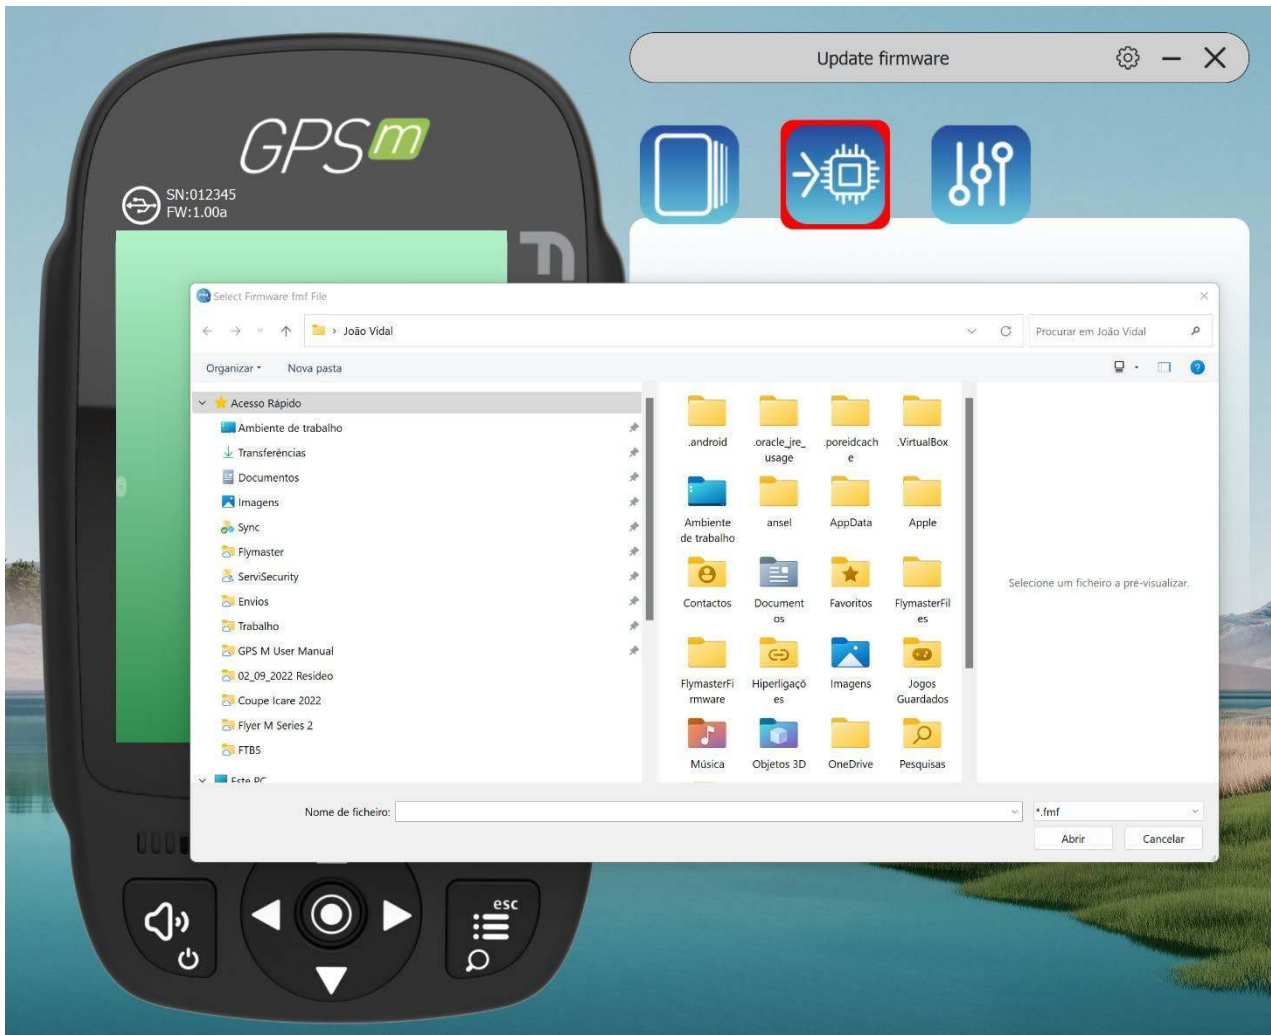 Update firmware
GPSm
SN:012345
FW:1.00a
Select Firmware fmf File
João Vidal
Procurar em João Vidal
Organizar
Nova pasta
Acesso Rápido
Ambiente de trabalho
Transferências
Documentos
Imagens
Sync
Flymaster
ServiSecurity
Envios
Trabalho
GPS M User Manual
02_09_2022 Resideo
Coupe Icare 2022
Flyer M Series 2
FTB5
Este PC
.android
.oracle_jre_
usage
.poreidcach
e
.VirtualBox
Ambiente
de trabalho
ansel
AppData
Apple
Contactos
Document
os
Favoritos
FlymasterFil
es
FlymasterFi
rmware
Hiperligaçõ
es
Imagens
Jogos
Guardados
Música
Objetos 3D
OneDrive
Pesquisas
Selecione um ficheiro a pré-visualizar.
Nome de ficheiro:
*.fmf
Abrir
Cancelar
esc